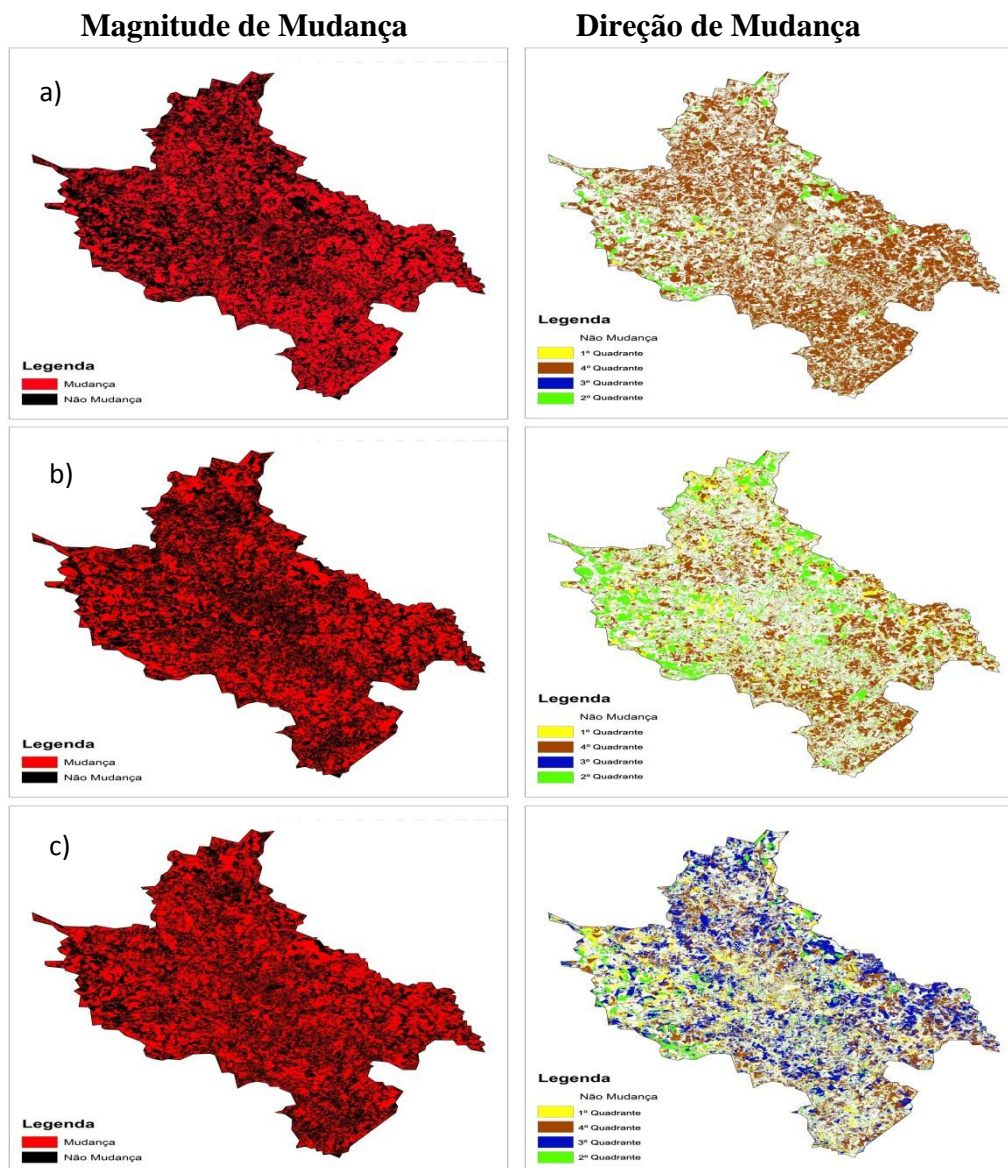 Magnitude de Mudança
Direção de Mudança
a)
Legenda
Mudança
Não Mudança
Legenda
Não Mudança
1º Quadrante
4º Quadrante
3º Quadrante
2º Quadrante
b)
Legenda
Mudança
Não Mudança
Legenda
Não Mudança
1º Quadrante
4º Quadrante
3º Quadrante
2º Quadrante
c)
Legenda
Mudança
Não Mudança
Legenda
Não Mudança
1º Quadrante
4º Quadrante
3º Quadrante
2º Quadrante